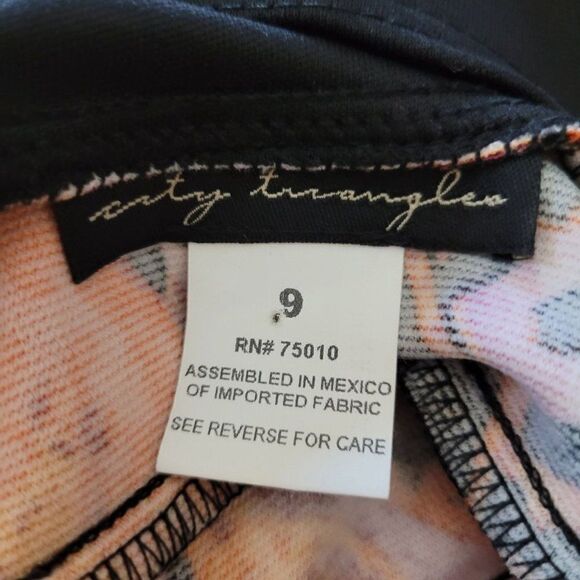 city triangles
9
RN# 75010
ASSEMBLED IN MEXICO
OF IMPORTED FABRIC
SEE REVERSE FOR CARE